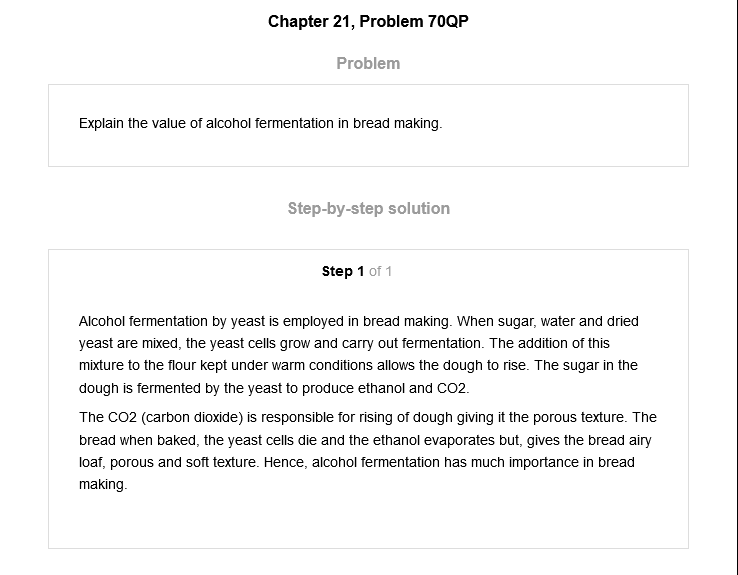 Chapter 21, Problem 70QP
Problem
Explain the value of alcohol fermentation in bread making.
Step-by-step solution
Step 1 of 1
Alcohol fermentation by yeast is employed in bread making. When sugar, water and dried
yeast are mixed, the yeast cells grow and carry out fermentation. The addition of this
mixture to the flour kept under warm conditions allows the dough to rise. The sugar in the
dough is fermented by the yeast to produce ethanol and CO2.
The CO2 (carbon dioxide) is responsible for rising of dough giving it the porous texture. The
bread when baked, the yeast cells die and the ethanol evaporates but, gives the bread airy
loaf, porous and soft texture. Hence, alcohol fermentation has much importance in bread
making.